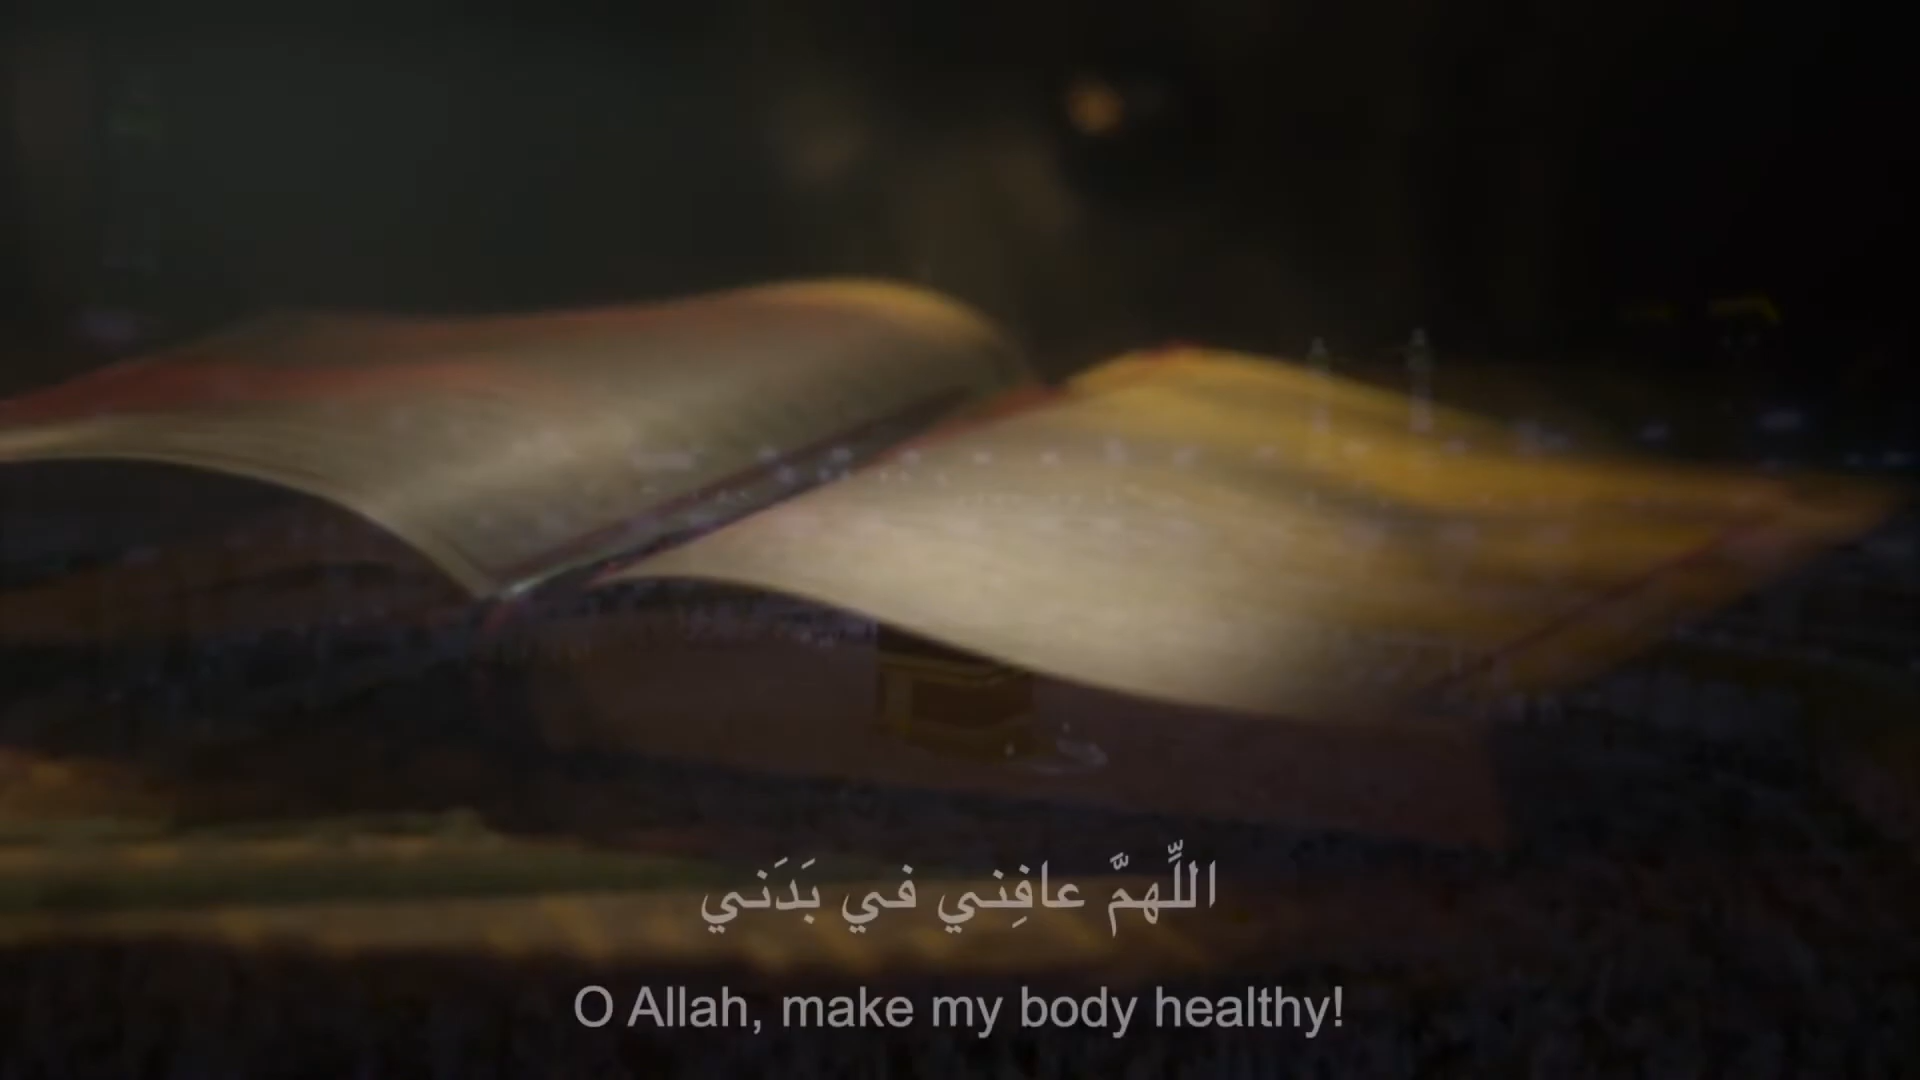 اللِّهمَّ عافِني في بَدَني
O Allah, make my body healthy!